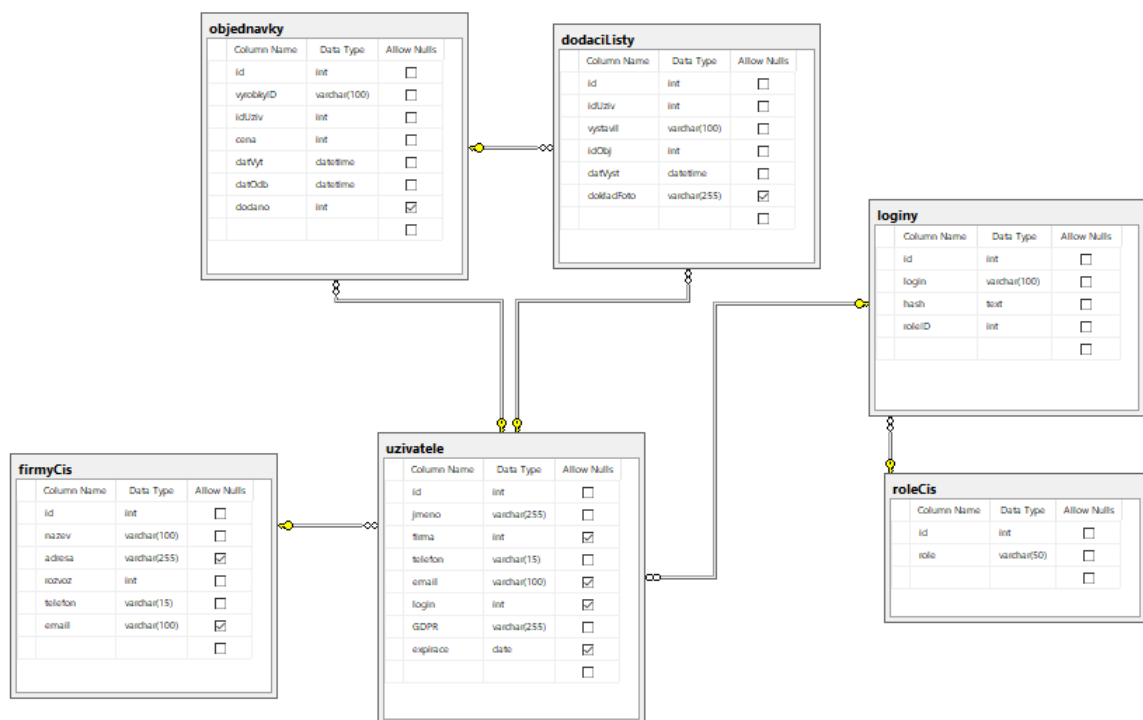 objednavky
Column Name Data Type Allow Nulls
id int
vyrobkyID varchar(100)
idUziv int
cena int
datVyt datetime
datOdb datetime
dodano int
dodaciListy
Column Name Data Type Allow Nulls
id int
idUziv int
vystavil varchar(100)
idObj int
datVyst datetime
dokladFoto varchar(255)
loginy
Column Name Data Type Allow Nulls
id int
login varchar(100)
hash text
roleID int
uzivatele
Column Name Data Type Allow Nulls
id int
jmeno varchar(255)
firma int
telefon varchar(15)
email varchar(100)
login int
GDPR varchar(255)
expirace date
firmyCis
Column Name Data Type Allow Nulls
id int
nazev varchar(100)
adresa varchar(255)
rozvoz int
telefon varchar(15)
email varchar(100)
roleCis
Column Name Data Type Allow Nulls
id int
role varchar(50)